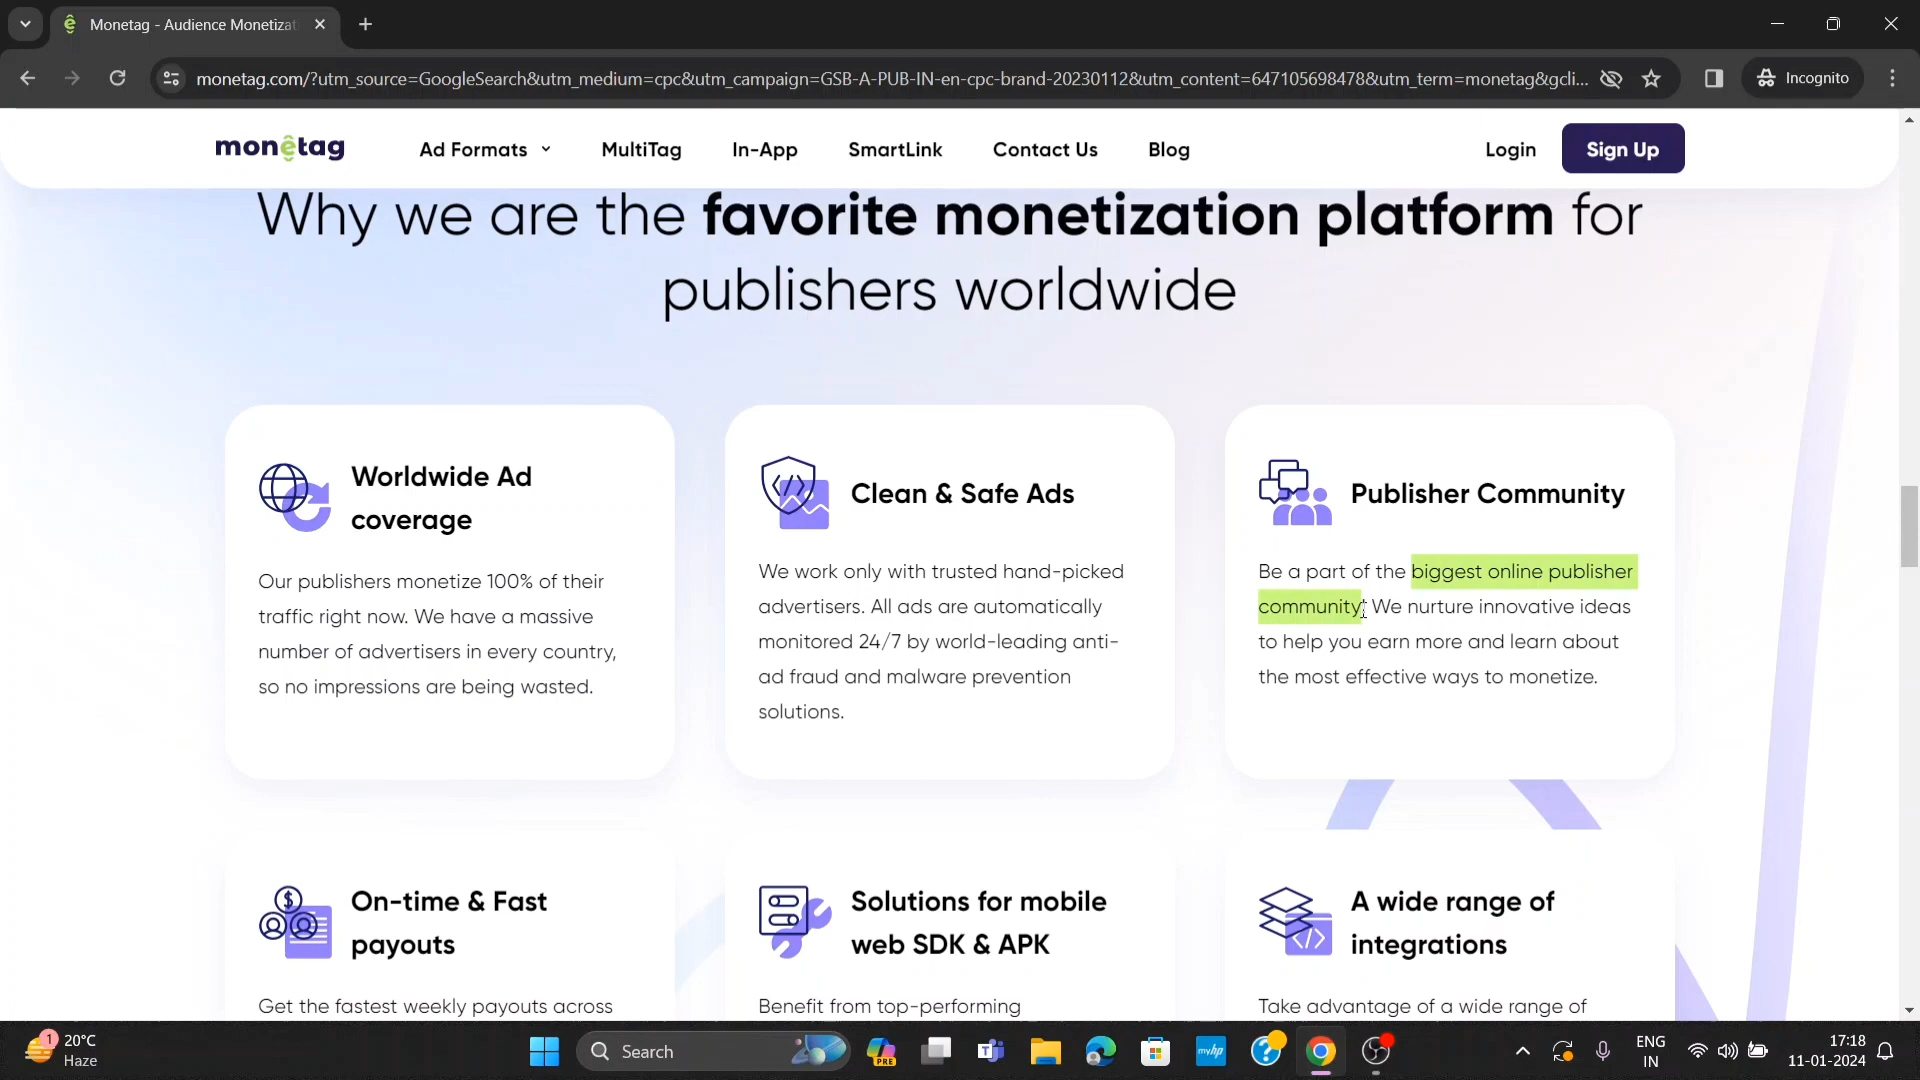 Monetag - Audience Monetizat
monetag.com/?utm_source=GoogleSearch&utm_medium=cpc&utm_campaign=GSB-A-PUB-IN-en-cpc-brand-20230112&utm_content=647105698478&utm_term=monetag&gcli...
Incognito
monêtag
Ad Formats
MultiTag
In-App
SmartLink
Contact Us
Blog
Login
Sign Up
Why we are the favorite monetization platform for
publishers worldwide
Worldwide Ad
coverage
Our publishers monetize 100% of their
traffic right now. We have a massive
number of advertisers in every country,
so no impressions are being wasted.
Clean & Safe Ads
We work only with trusted hand-picked
advertisers. All ads are automatically
monitored 24/7 by world-leading anti-
ad fraud and malware prevention
solutions.
Publisher Community
Be a part of the biggest online publisher
community. We nurture innovative ideas
to help you earn more and learn about
the most effective ways to monetize.
On-time & Fast
payouts
Get the fastest weekly payouts across
Solutions for mobile
web SDK & APK
Benefit from top-performing
A wide range of
integrations
Take advantage of a wide range of
1
20°C
Haze
Search
PRE
myhp
ENG
IN
17:18
11-01-2024